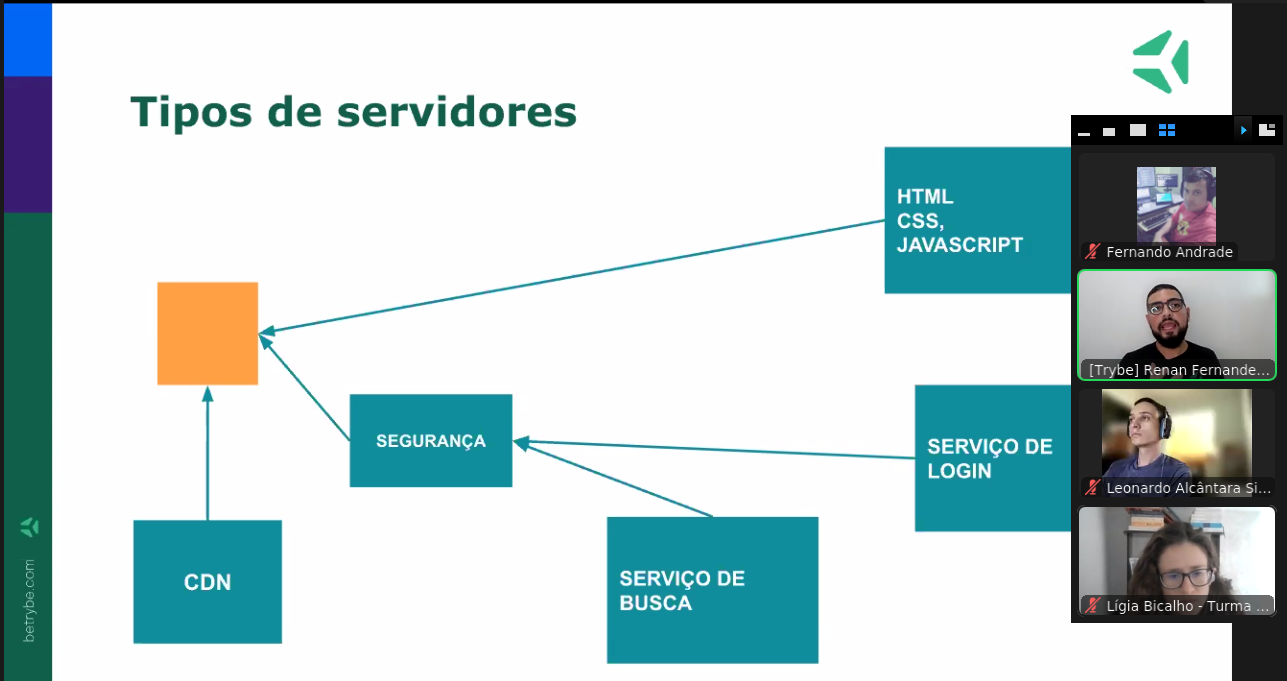 Tipos de servidores
HTML
CSS,
JAVASCRIPT
SEGURANÇA
SERVIÇO DE
LOGIN
CDN
SERVIÇO DE
BUSCA
betrybe.com
Fernando Andrade
[Trybe] Renan Fernande...
Leonardo Alcântara Si...
Lígia Bicalho - Turma ...